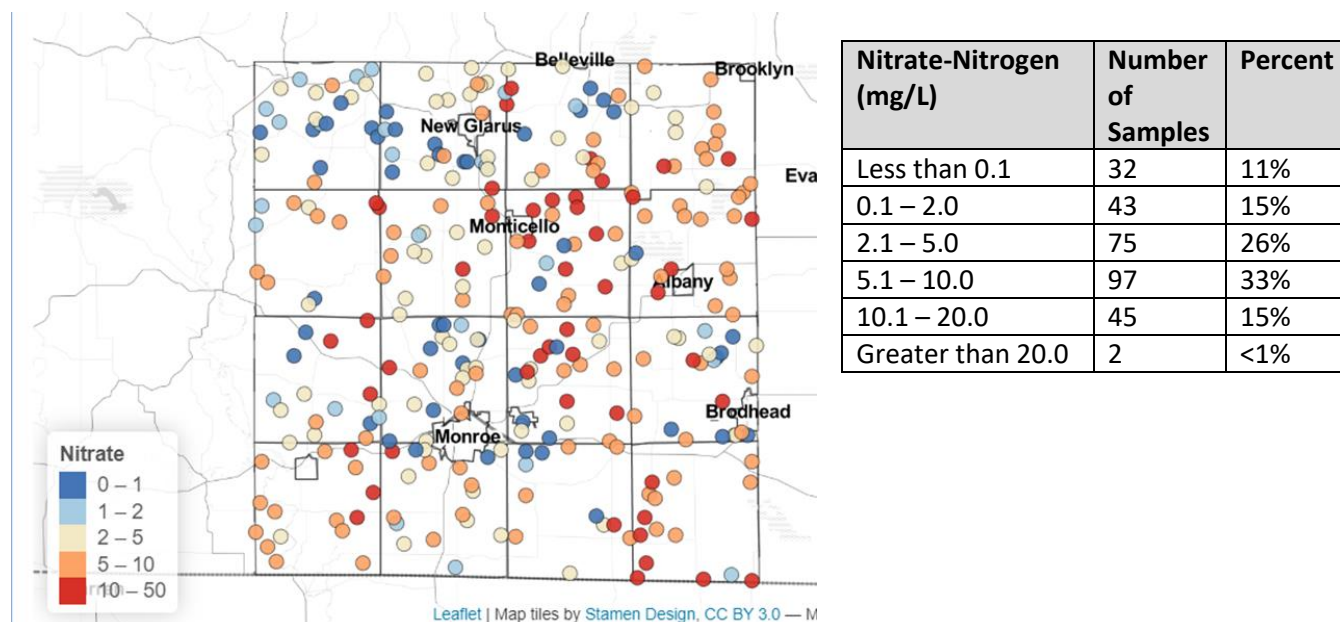 Belleville
Brooklyn
New Glarus
Eva
Monticello
Albany
Brodhead
Monroe
Nitrate
0 – 1
1 – 2
2 – 5
5 – 10
10 – 50
Leaflet | Map tiles by Stamen Design, CC BY 3.0 — M
Nitrate-Nitrogen Number Percent
(mg/L) of
Samples
Less than 0.1 32 11%
0.1 – 2.0 43 15%
2.1 – 5.0 75 26%
5.1 – 10.0 97 33%
10.1 – 20.0 45 15%
Greater than 20.0 2 <1%